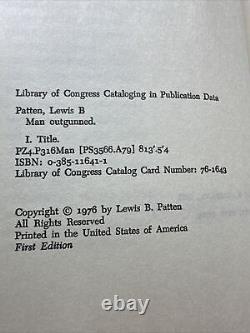 Library of Congress Cataloging in Publication Data
Patten, Lewis B
Man outgunned.
I. Title.
PZ4.P316Man [PS3566.A79] 813'.5'4
ISBN: 0-385-11641-1
Library of Congress Catalog Card Number: 76-1643
Copyright © 1976 by Lewis B. Patten
All Rights Reserved
Printed in the United States of America
First Edition
ebay